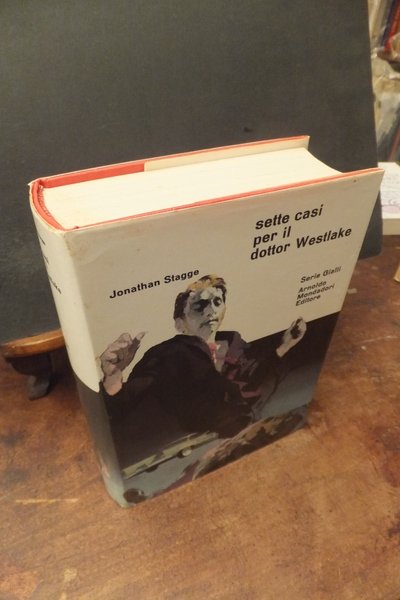 sette casi
per il
dottor Westlake
Jonathan Stagge
Serie Gialli
Arnoldo
Mondadori
Editore